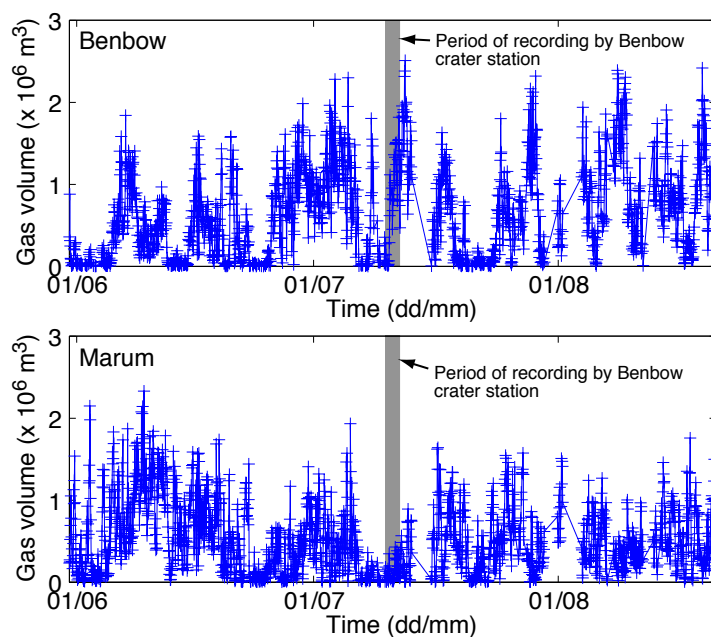 Benbow
Period of recording by Benbow
crater station
Gas volume (x 10⁶ m³)
3
2
1
0
01/06
01/07
01/08
Time (dd/mm)
Marum
Period of recording by Benbow
crater station
Gas volume (x 10⁶ m³)
3
2
1
0
01/06
01/07
01/08
Time (dd/mm)